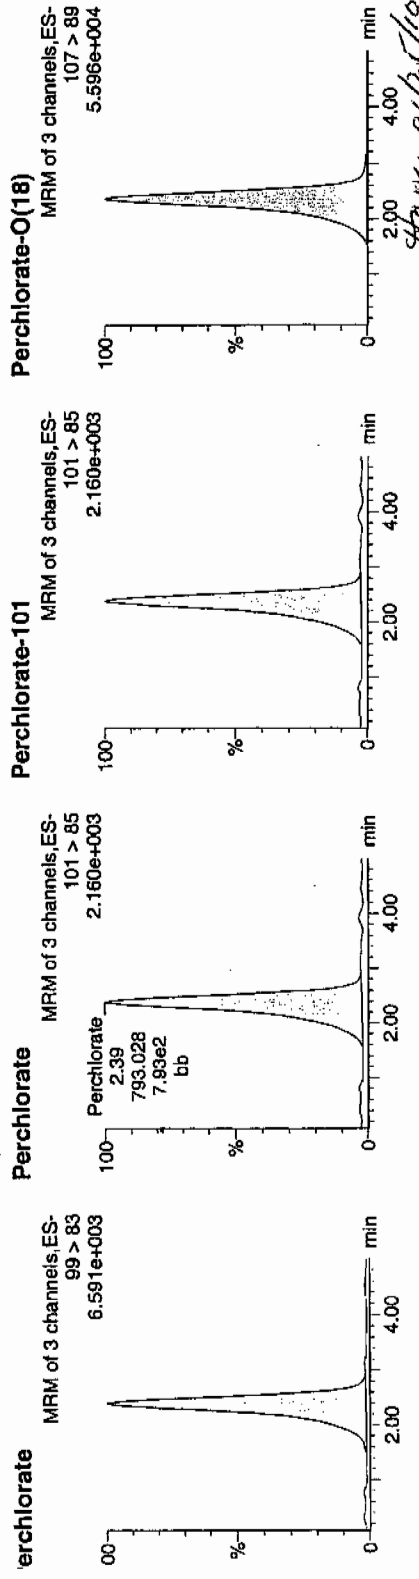 erchlorate
MRM of 3 channels,ES-
99 > 83
6.591e+003
00
%
0
2.00
4.00
min
Perchlorate
MRM of 3 channels,ES-
101 > 85
2.160e+003
100
Perchlorate
2.39
793.028
7.93e2
bb
%
0
2.00
4.00
min
Perchlorate-101
MRM of 3 channels,ES-
101 > 85
2.160e+003
100
%
0
2.00
4.00
min
Perchlorate-O(18)
MRM of 3 channels,ES-
107 > 89
5.596e+004
100
%
0
2.00
4.00
min